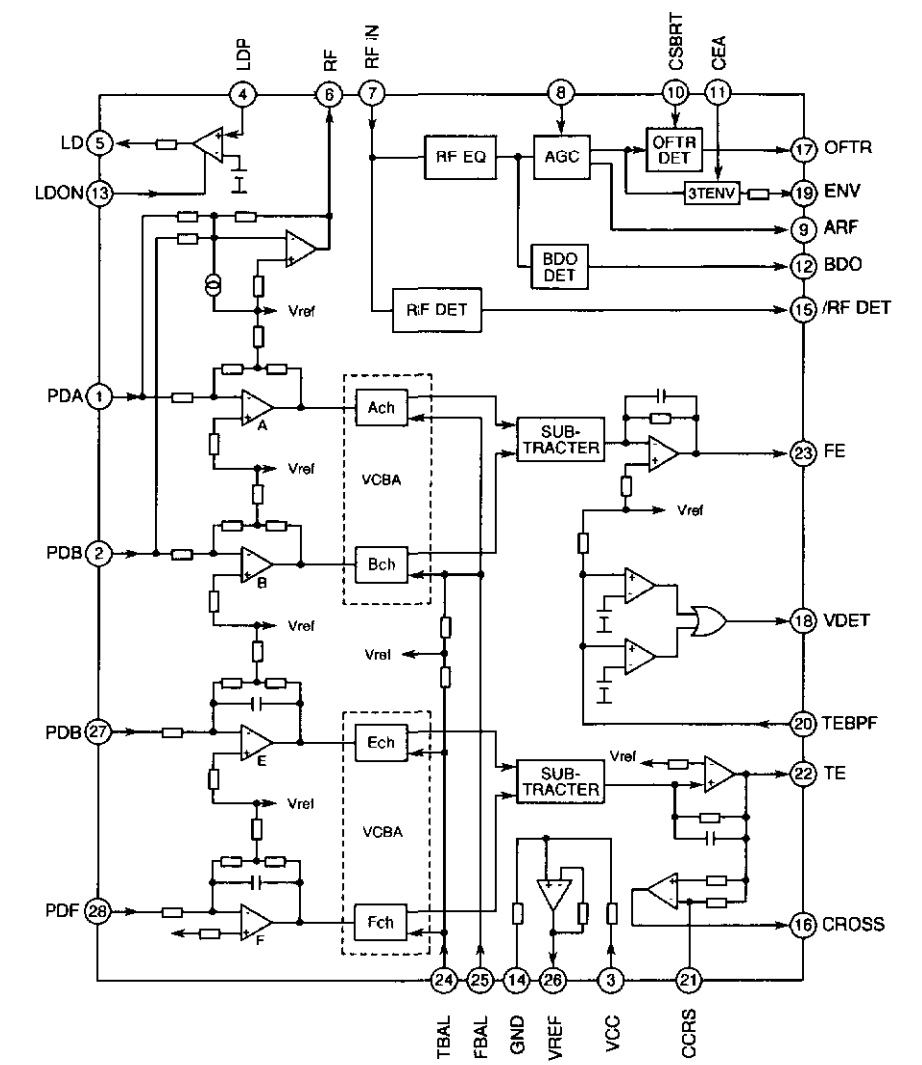 LDP
RF
RF IN
CSBRT
CEA
4
6
7
8
10
11
LD
5
LDON
13
RF EQ
AGC
OFTR
DET
17
OFTR
3TENV
19
ENV
9
ARF
BDO
DET
12
BDO
RF DET
15
/RF DET
Vref
PDA
1
A
Ach
SUB-
TRACTER
23
FE
Vref
VCBA
Vref
PDB
2
B
Bch
18
VDET
Vref
Vref
20
TEBPF
PDB
27
E
Ech
SUB-
TRACTER
Vref
22
TE
Vref
VCBA
PDF
28
F
Fch
16
CROSS
24
25
14
26
3
21
TBAL
FBAL
GND
VREF
VCC
CCRS